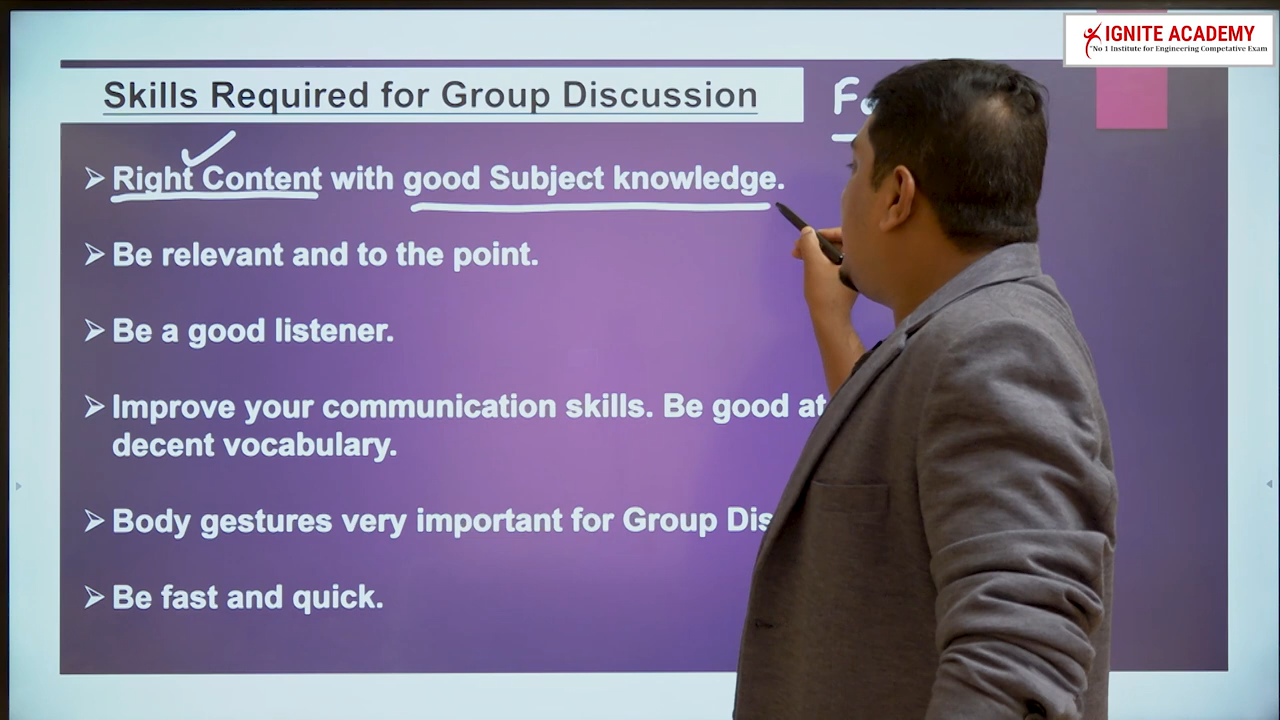 IGNITE ACADEMY
"No 1 Institute for Engineering Competative Exam
Skills Required for Group Discussion
➢ Right Content with good Subject knowledge.
➢ Be relevant and to the point.
➢ Be a good listener.
➢ Improve your communication skills. Be good at
decent vocabulary.
➢ Body gestures very important for Group
➢ Be fast and quick.